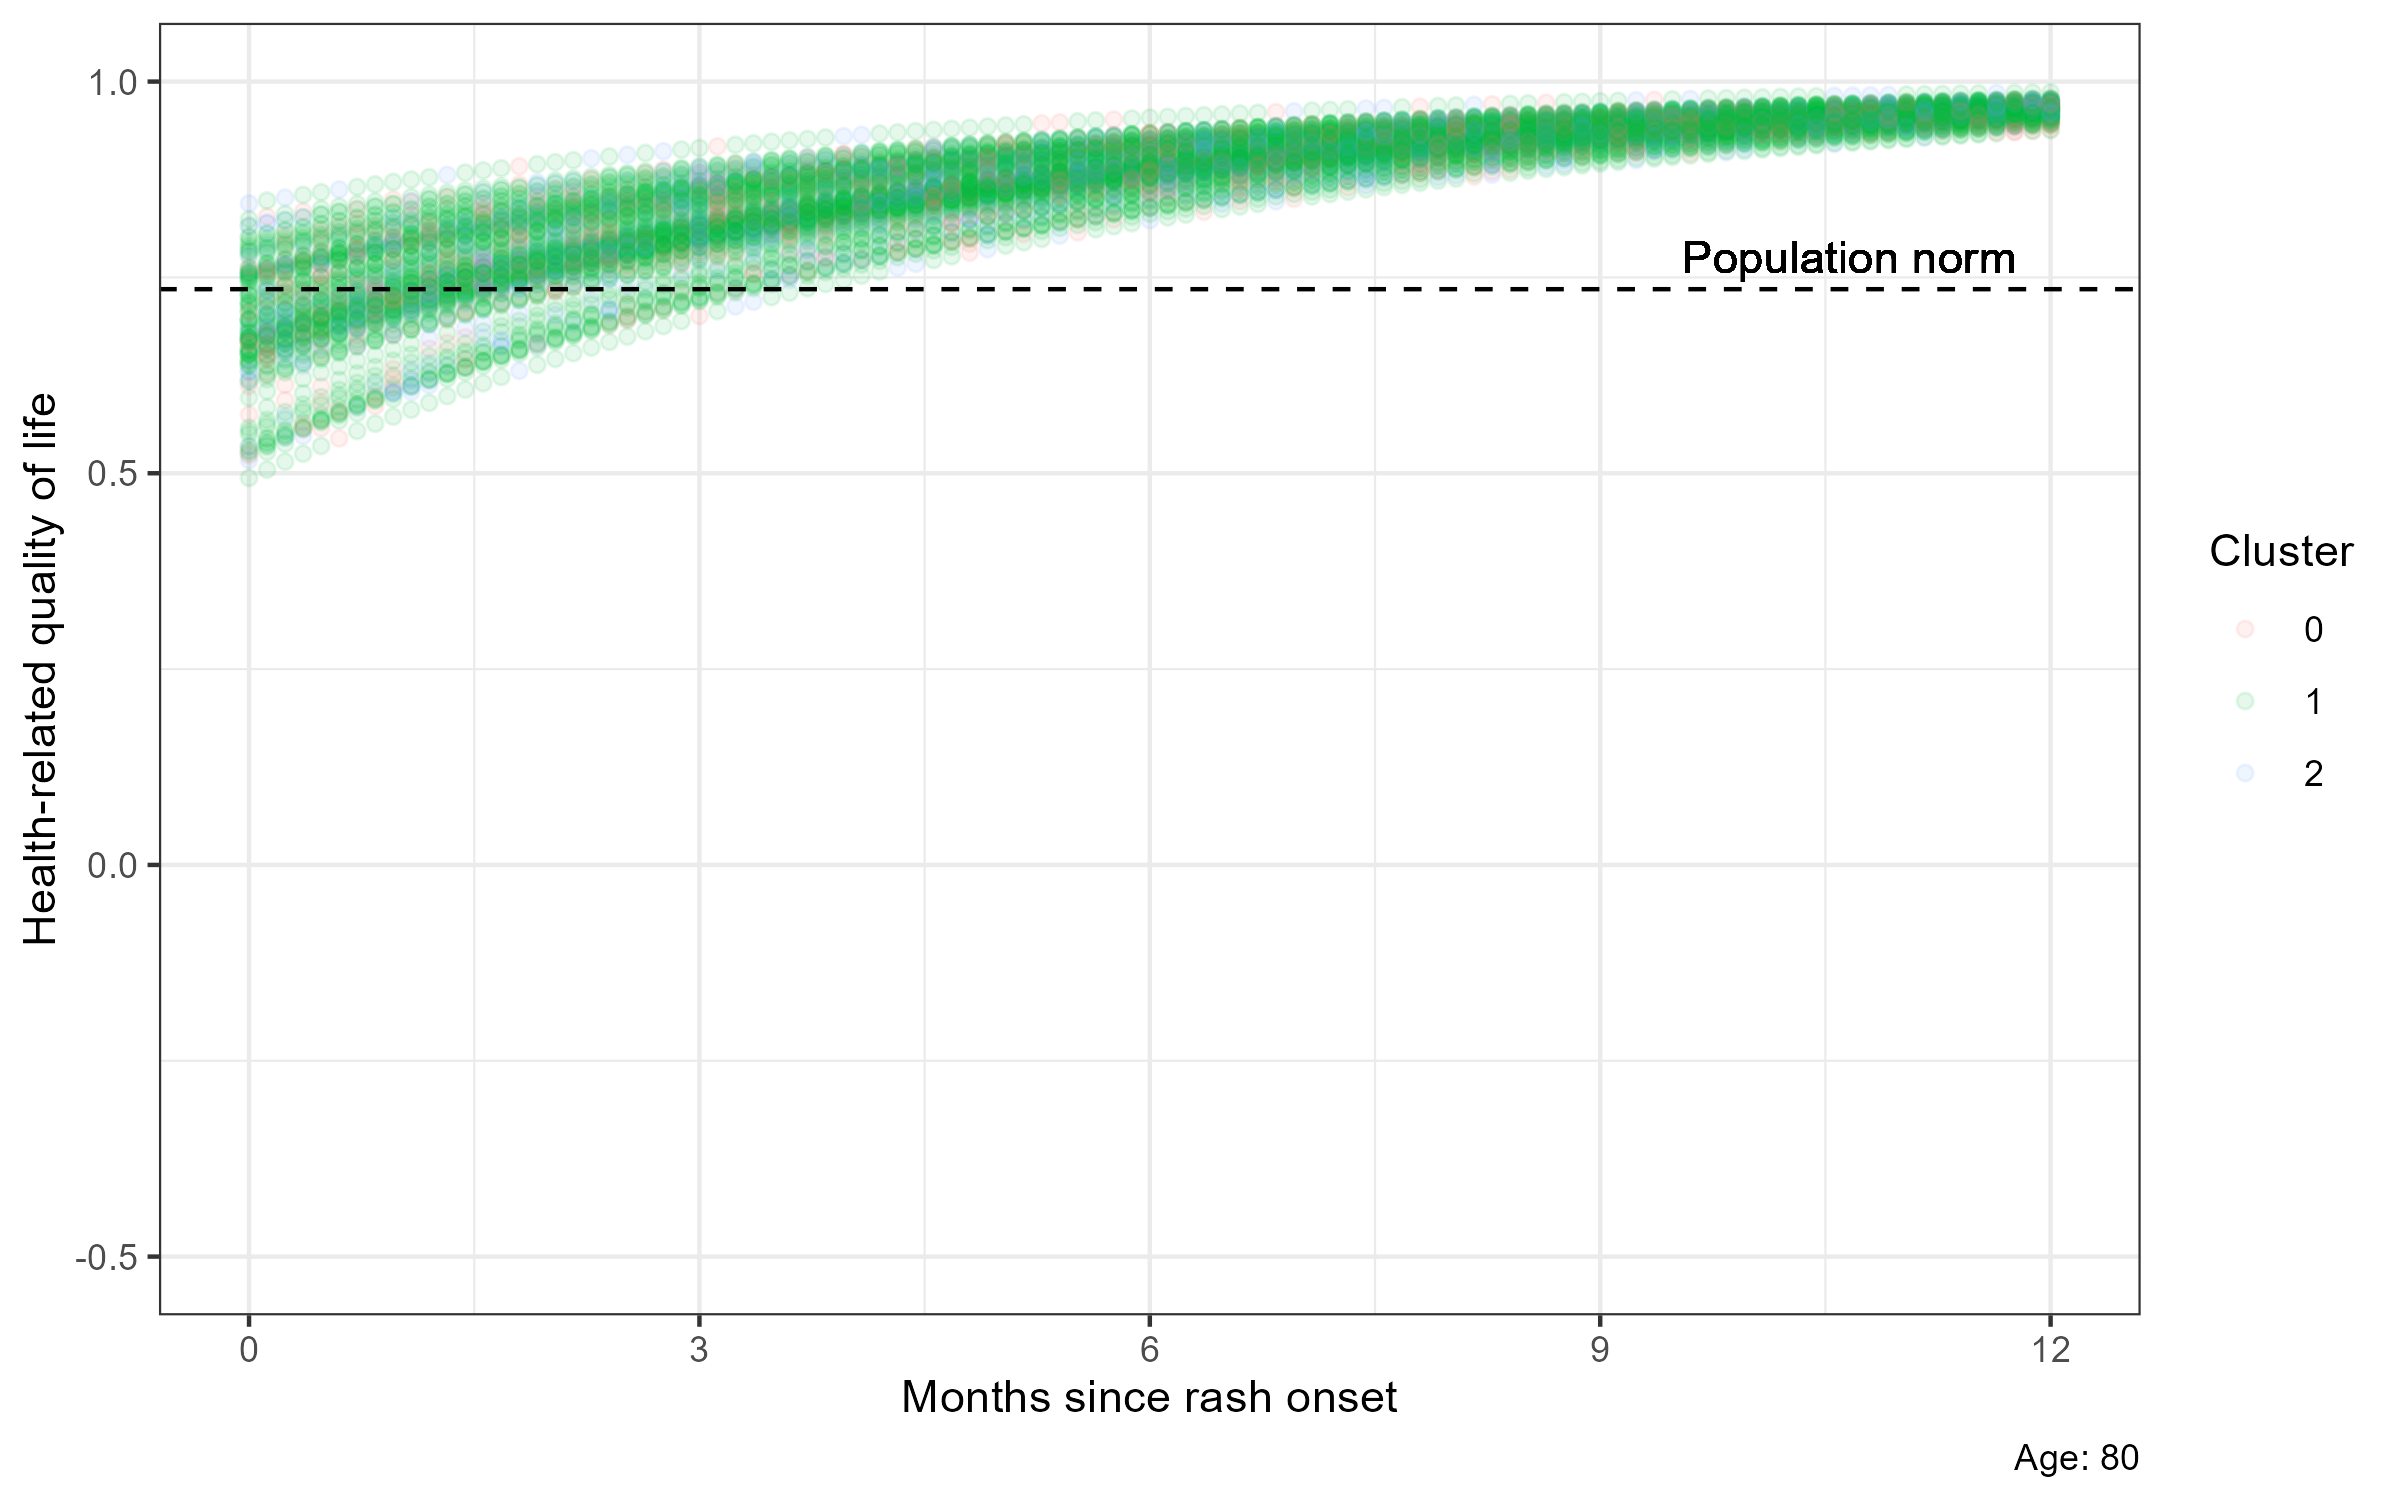 1.0
0.5
0.0
-0.5
Health-related quality of life
Population norm
0 3 6 9 12
Months since rash onset
Cluster
0
1
2
Age: 80